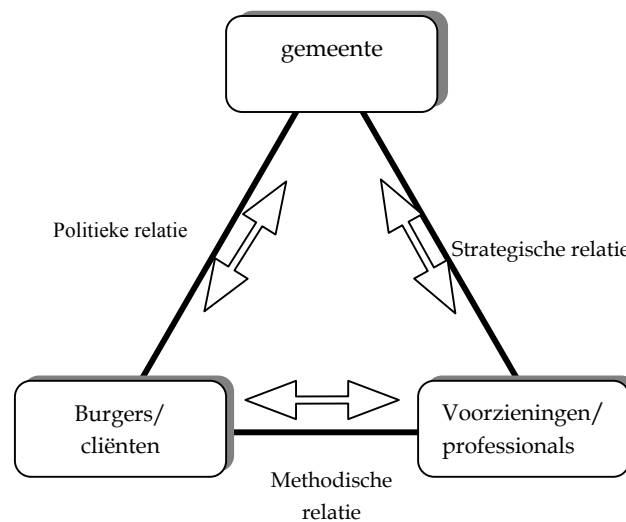 gemeente
Politieke relatie
Strategische relatie
Burgers/
cliënten
Voorzieningen/
professionals
Methodische
relatie